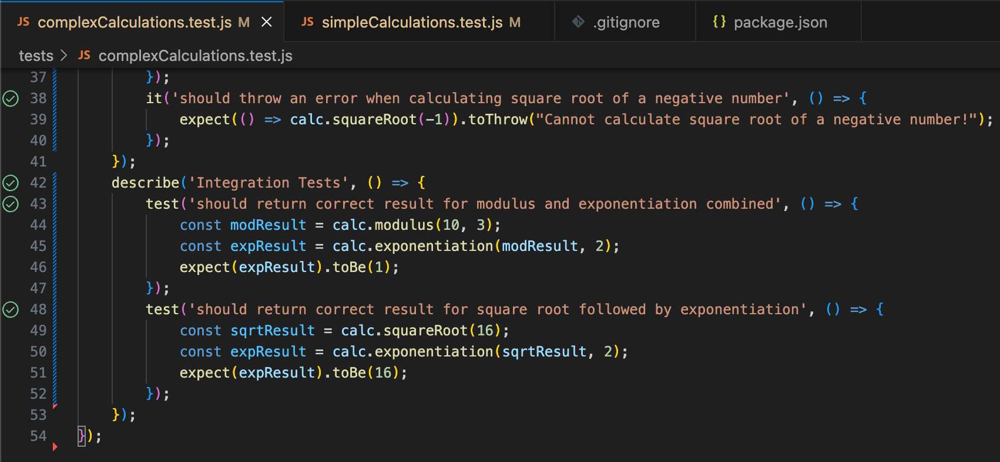 JS complexCalculations.test.js M JS simpleCalculations.test.js M .gitignore {} package.json
tests > JS complexCalculations.test.js
37 });
38 it('should throw an error when calculating square root of a negative number', () => {
39 expect(() => calc.squareRoot(-1)).toThrow("Cannot calculate square root of a negative number!");
40 });
41 });
42 describe('Integration Tests', () => {
43 test('should return correct result for modulus and exponentiation combined', () => {
44 const modResult = calc.modulus(10, 3);
45 const expResult = calc.exponentiation(modResult, 2);
46 expect(expResult).toBe(1);
47 });
48 test('should return correct result for square root followed by exponentiation', () => {
49 const sqrtResult = calc.squareRoot(16);
50 const expResult = calc.exponentiation(sqrtResult, 2);
51 expect(expResult).toBe(16);
52 });
53 });
54 });